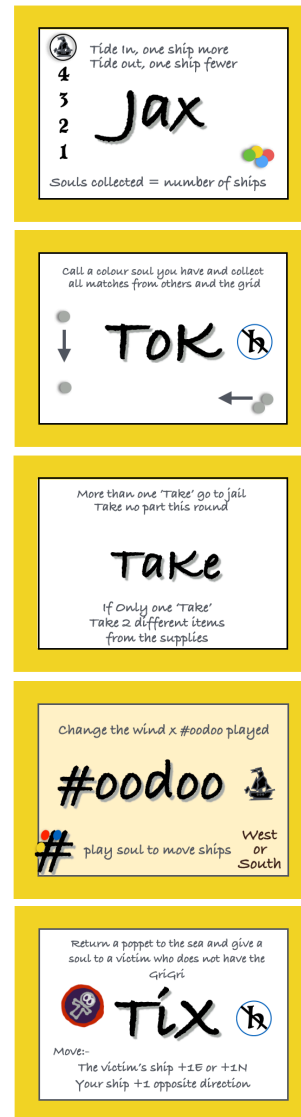 Tide In, one ship more
Tide out, one ship fewer
4
3
2
1
Jax
Souls collected = number of ships
Call a colour soul you have and collect
all matches from others and the grid
ToK
h
More than one 'Take' go to jail
Take no part this round
TaKe
If Only one 'Take'
Take 2 different items
from the supplies
Change the wind x #oodoo played
#oodoo
#
play soul to move ships
West
or
South
Return a poppet to the sea and give a
soul to a victim who does not have the
GriGri
Tix
h
Move:-
The victim's ship +1E or +1N
Your ship +1 opposite direction